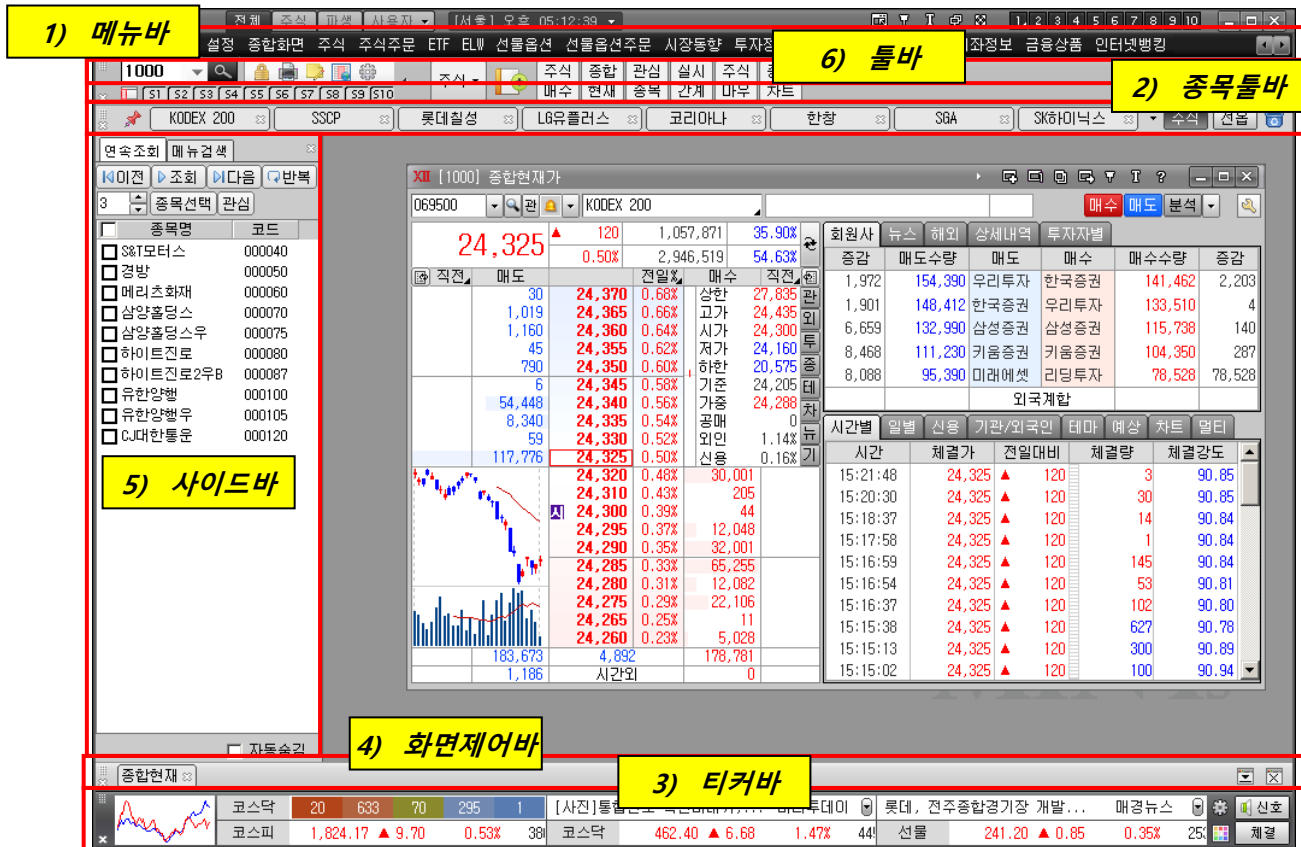 전체 주식 파생 사용자 [서울] 오후 05:12:39 1 2 3 4 5 6 7 8 9 10
1) 메뉴바
설정 종합화면 주식 주식주문 ETF ELW 선물옵션 선물옵션주문 시장동향 투자정 좌정보 금융상품 인터넷뱅킹
6) 툴바
1000 주식 주식 종합 관심 실시 주식
S1 S2 S3 S4 S5 S6 S7 S8 S9 S10 매수 현재 종목 간계 마우 차트
2) 종목툴바
KODEX 200 SSCP 롯데칠성 LG유플러스 코리아나 한창 SGA SK하이닉스 주식 전옵
연속조회 메뉴검색
이전 조회 다음 반복
3 종목선택 관심
종목명 코드
S&T모터스 000040
경방 000050
메리츠화재 000060
삼양홀딩스 000070
삼양홀딩스우 000075
하이트진로 000080
하이트진로2우B 000087
유한양행 000100
유한양행우 000105
CJ대한통운 000120
5) 사이드바
자동숨김
XII [1000] 종합현재가 T ?
069500 관 KODEX 200 매수 매도 분석
24,325 ▲ 120 1,057,871 35.90%
0.50% 2,946,519 54.63%
직전 매도 전일% 매수 직전
30 24,370 0.68% 상한 27,835 관
1,019 24,365 0.66% 고가 24,435 외
1,160 24,360 0.64% 시가 24,300 투
45 24,355 0.62% 저가 24,160 종
790 24,350 0.60% 하한 20,575
6 24,345 0.58% 기준 24,205 테
54,448 24,340 0.56% 가중 24,288 차
8,340 24,335 0.54% 공매 0
59 24,330 0.52% 외인 1.14% 뉴
117,776 24,325 0.50% 신용 0.16% 기
24,320 0.48% 30,001
24,310 0.43% 205
시 24,300 0.39% 44
24,295 0.37% 12,048
24,290 0.35% 32,001
24,285 0.33% 65,255
24,280 0.31% 12,082
24,275 0.29% 22,106
24,265 0.25% 11
24,260 0.23% 5,028
183,673 4,892 178,781
1,186 시간외 0
회원사 뉴스 해외 상세내역 투자자별
증감 매도수량 매도 매수 매수수량 증감
1,972 154,390 우리투자 한국증권 141,462 2,203
1,901 148,412 한국증권 우리투자 133,510 4
6,659 132,990 삼성증권 삼성증권 115,738 140
8,468 111,230 키움증권 키움증권 104,350 287
8,088 95,390 미래에셋 리딩투자 78,528 78,528
외국계합
시간별 일별 신용 기관/외국인 테마 예상 차트 멀티
시간 체결가 전일대비 체결량 체결강도
15:21:48 24,325 ▲ 120 3 90.85
15:20:30 24,325 ▲ 120 30 90.85
15:18:37 24,325 ▲ 120 14 90.84
15:17:58 24,325 ▲ 120 1 90.84
15:16:59 24,325 ▲ 120 145 90.84
15:16:54 24,325 ▲ 120 53 90.81
15:16:37 24,325 ▲ 120 102 90.80
15:15:38 24,325 ▲ 120 627 90.78
15:15:13 24,325 ▲ 120 300 90.89
15:15:02 24,325 ▲ 120 100 90.94
4) 화면제어바
종합현재
3) 티커바
코스닥 20 633 70 295 1 [사진]통합 롯데, 전주종합경기장 개발... 매경뉴스 신호
코스피 1,824.17 ▲ 9.70 0.53% 코스닥 462.40 ▲ 6.68 1.47% 선물 241.20 ▲ 0.85 0.35% 체결